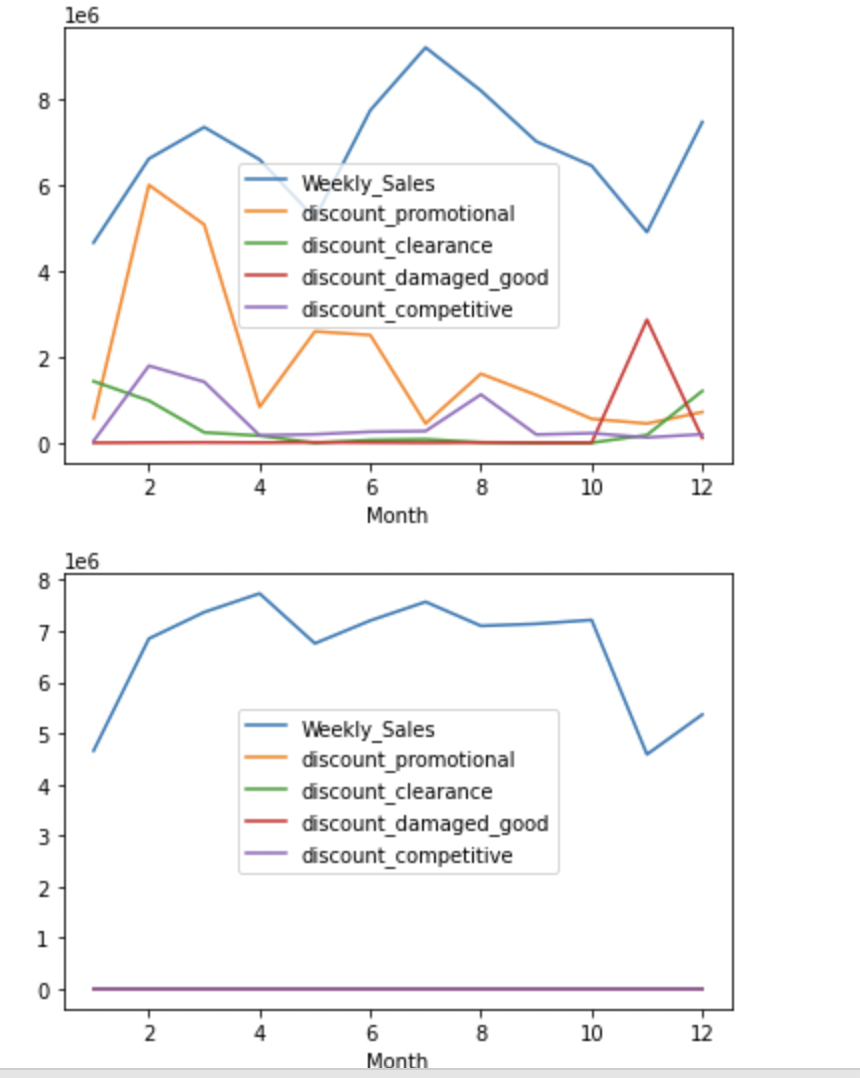 1e6
8
6
4
2
0
Weekly_Sales
discount_promotional
discount_clearance
discount_damaged_good
discount_competitive
2 4 6 8 10 12
Month
1e6
8
7
6
5
4
3
2
1
0
Weekly_Sales
discount_promotional
discount_clearance
discount_damaged_good
discount_competitive
2 4 6 8 10 12
Month